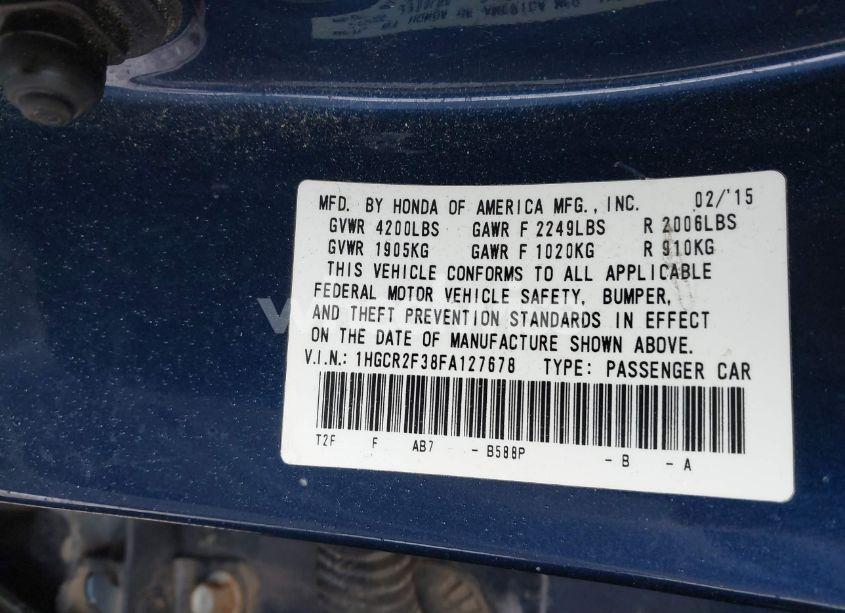 MFD. BY HONDA OF AMERICA MFG., INC. 02/'15
GVWR 4200LBS GAWR F 2249LBS R 2006LBS
GVWR 1905KG GAWR F 1020KG R 910KG
THIS VEHICLE CONFORMS TO ALL APPLICABLE
FEDERAL MOTOR VEHICLE SAFETY, BUMPER,
AND THEFT PREVENTION STANDARDS IN EFFECT
ON THE DATE OF MANUFACTURE SHOWN ABOVE.
V.I.N.: 1HGCR2F38FA127678 TYPE: PASSENGER CAR
T2F F AB7 - B588P - B - A